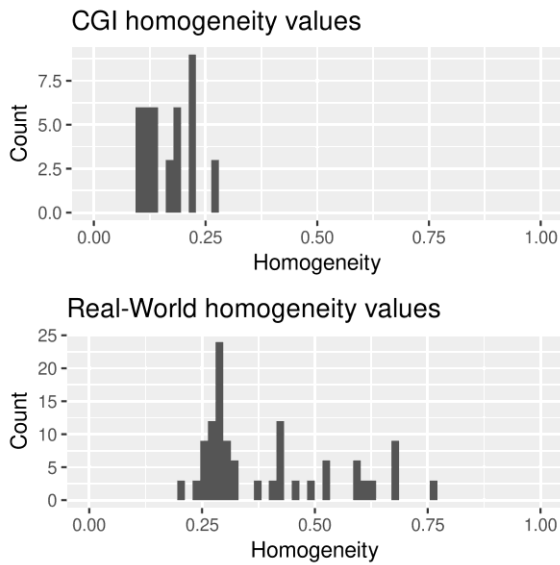 CGI homogeneity values
7.5
5.0
2.5
0.0
Count
0.00 0.25 0.50 0.75 1.00
Homogeneity
Real-World homogeneity values
25
20
15
10
5
0
Count
0.00 0.25 0.50 0.75 1.00
Homogeneity